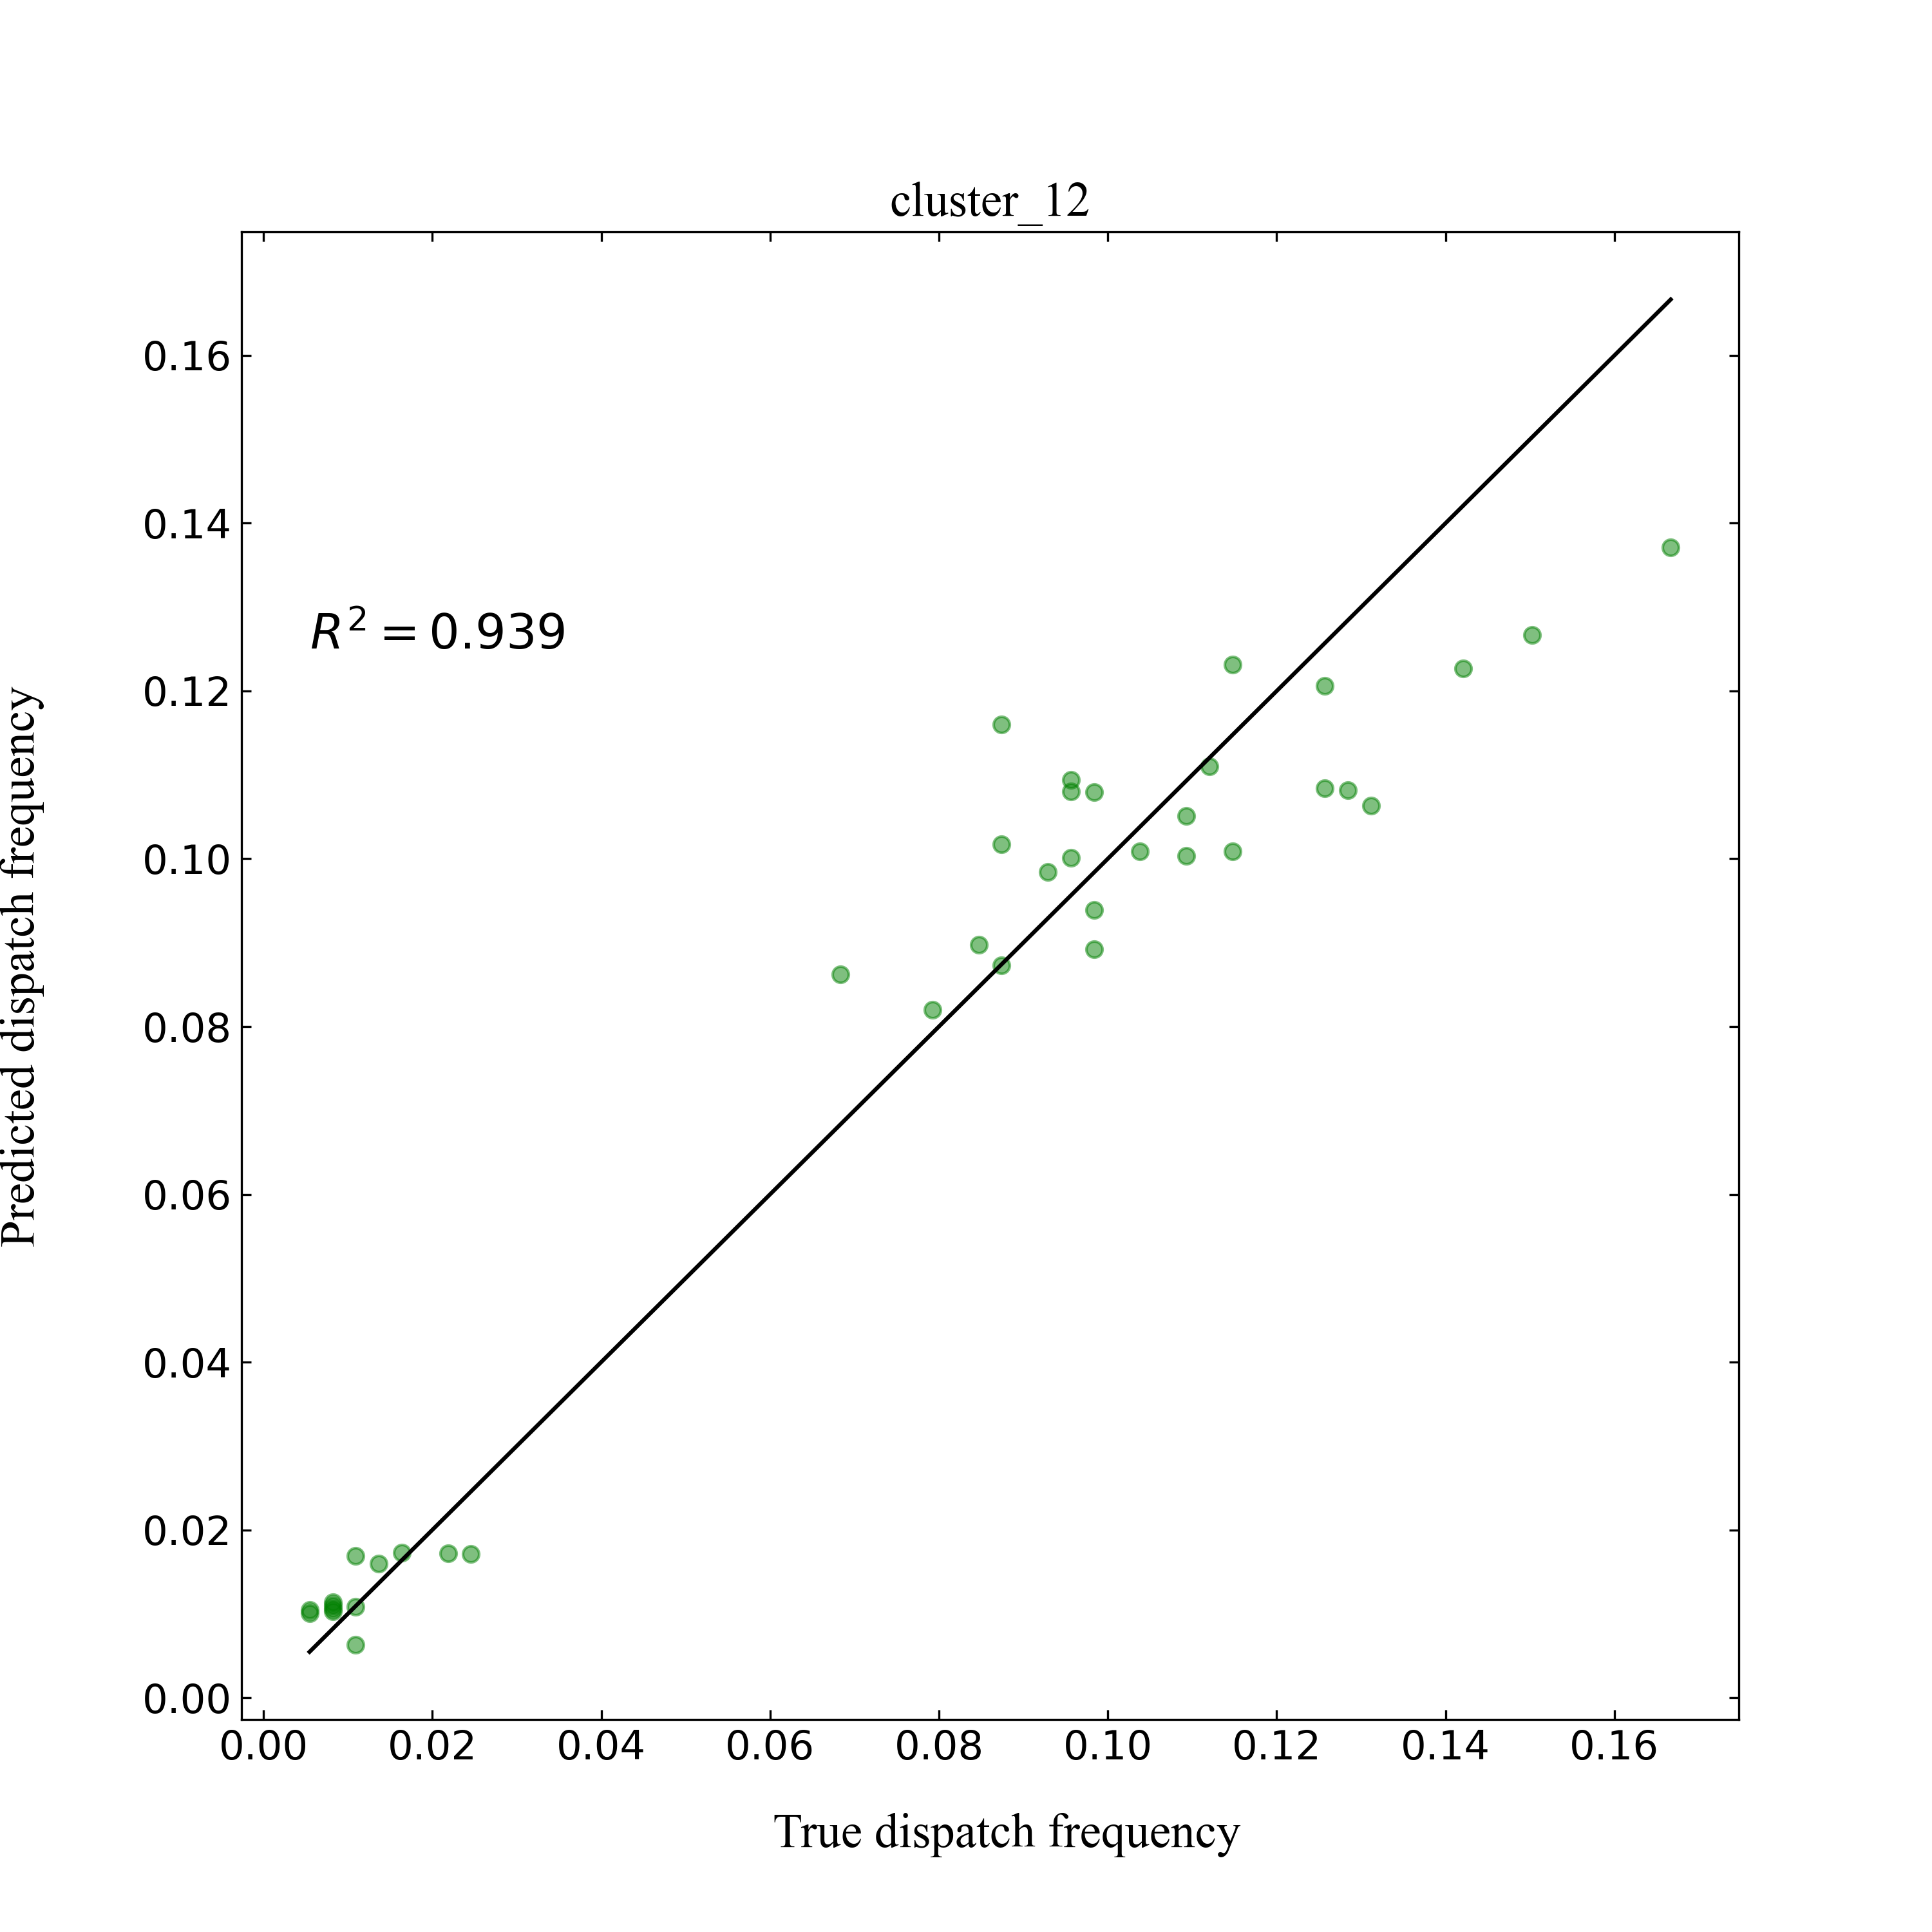 cluster_12
0.16
0.14
R² = 0.939
0.12
0.10
0.08
0.06
0.04
0.02
0.00
Predicted dispatch frequency
0.00 0.02 0.04 0.06 0.08 0.10 0.12 0.14 0.16
True dispatch frequency